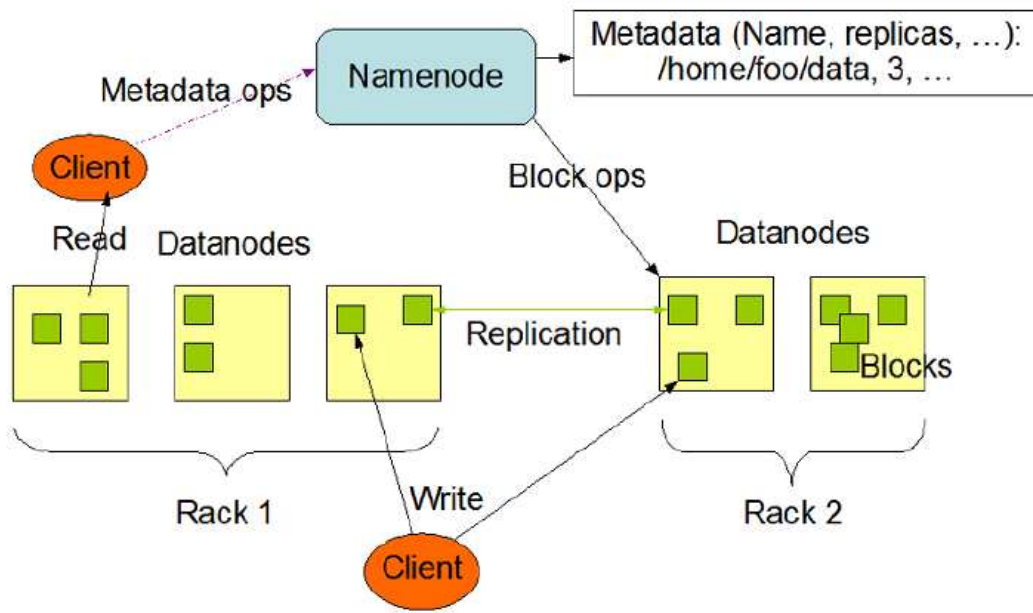 Metadata (Name, replicas, …):
/home/foo/data, 3, …
Namenode
Metadata ops
Client
Block ops
Read
Datanodes
Datanodes
Replication
Blocks
Rack 1
Write
Rack 2
Client